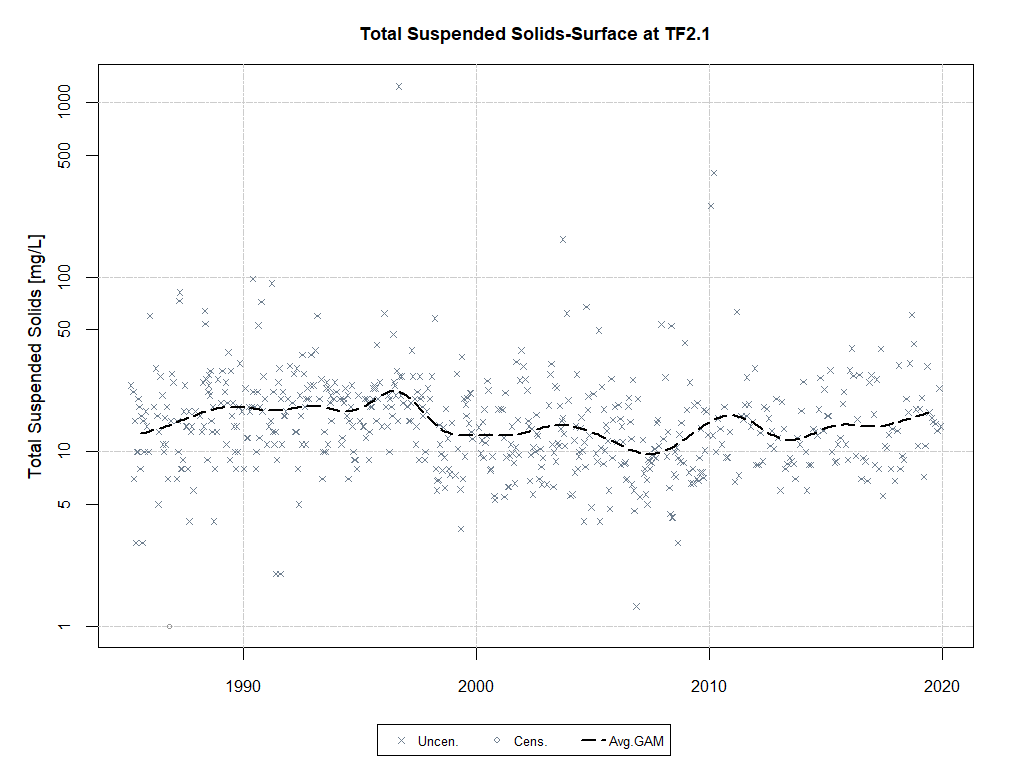 Total Suspended Solids-Surface at TF2.1
Total Suspended Solids [mg/L]
1000
500
100
50
10
5
1
1990
2000
2010
2020
Uncen.
Cens.
Avg.GAM